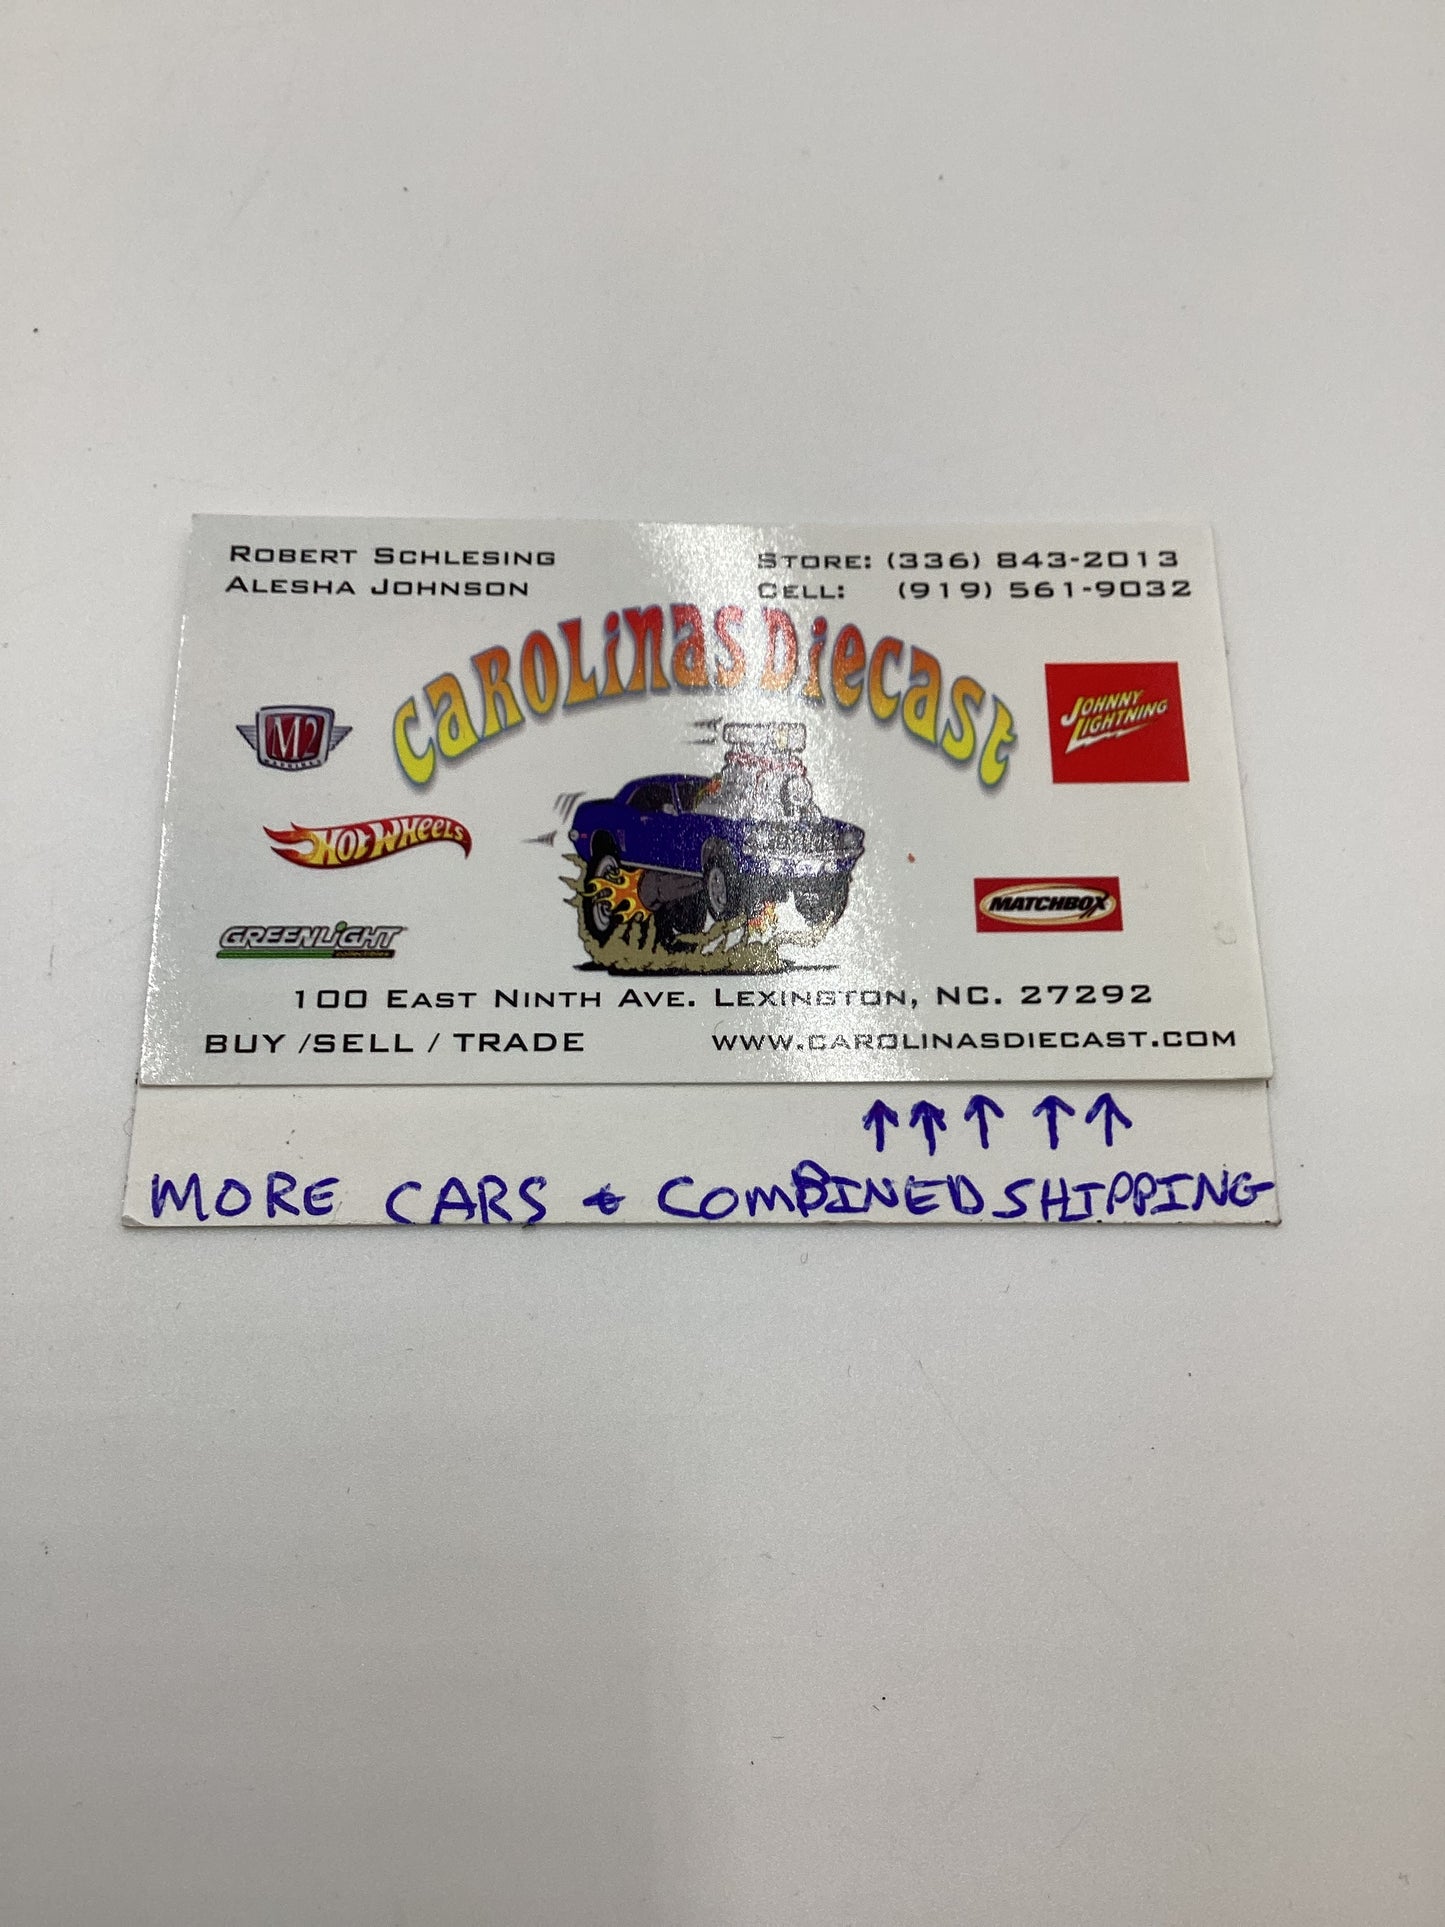 ROBERT SCHLESING
ALESHA JOHNSON
STORE: (336) 843-2013
CELL: (919) 561-9032
CAROLiNAS DiECAST
M2
JOHNNY
LIGHTNING
HOT WHEELS
MATCHBOX
GREENLiGHT
100 EAST NINTH AVE. LEXINGTON, NC. 27292
BUY /SELL / TRADE
WWW.CAROLINASDIECAST.COM
↑ ↑ ↑ ↑ ↑
MORE CARS + COMBINED SHIPPING